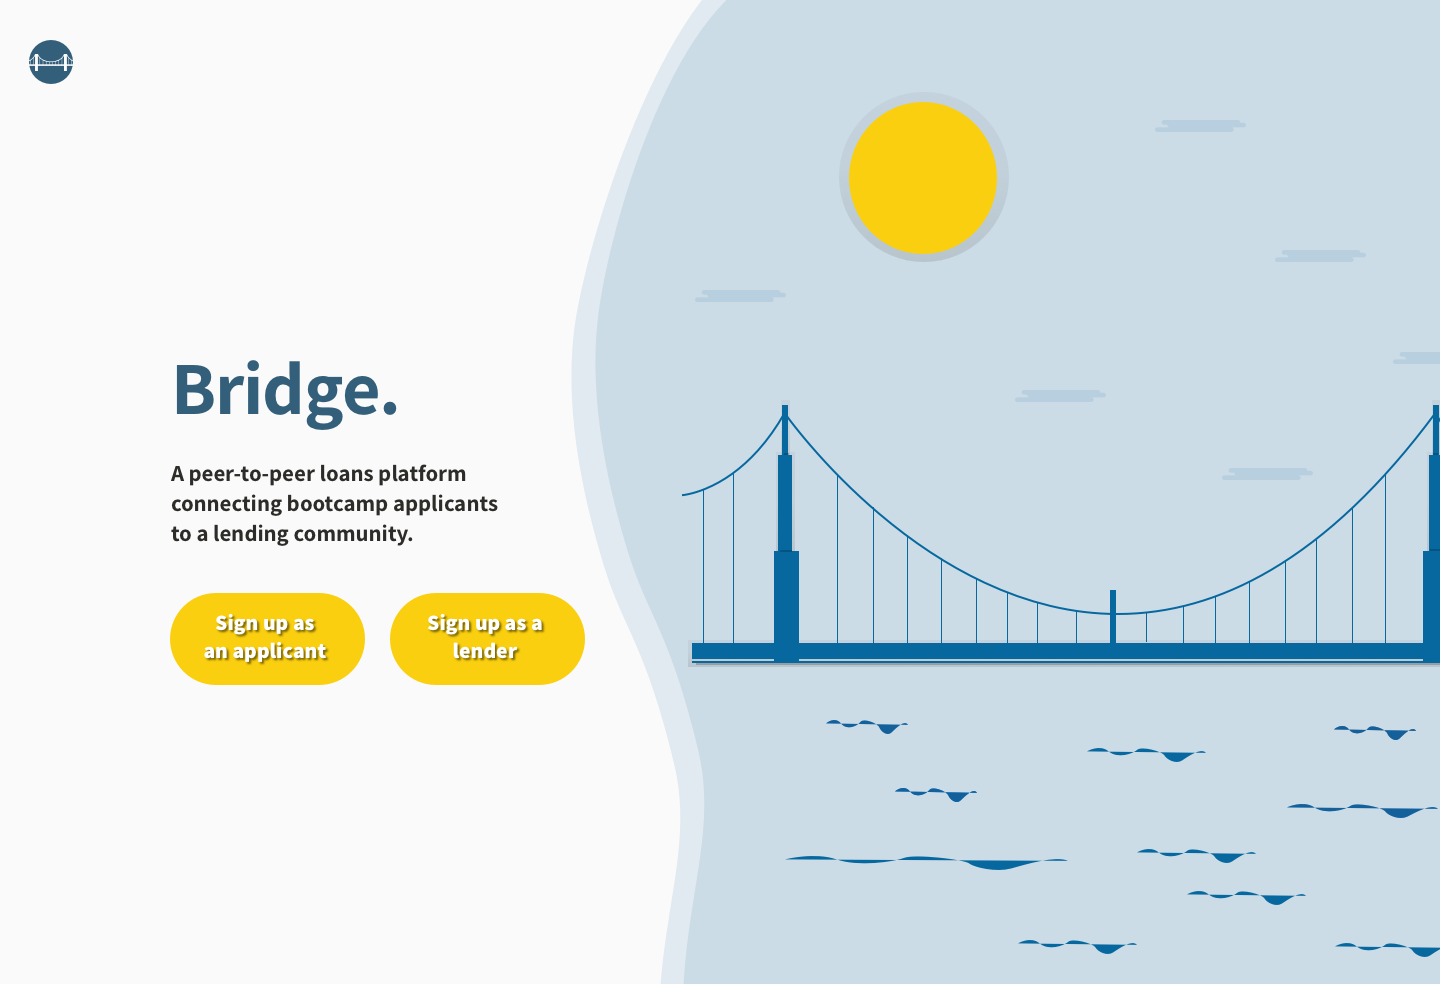 Bridge.
A peer-to-peer loans platform
connecting bootcamp applicants
to a lending community.
Sign up as
an applicant
Sign up as a
lender